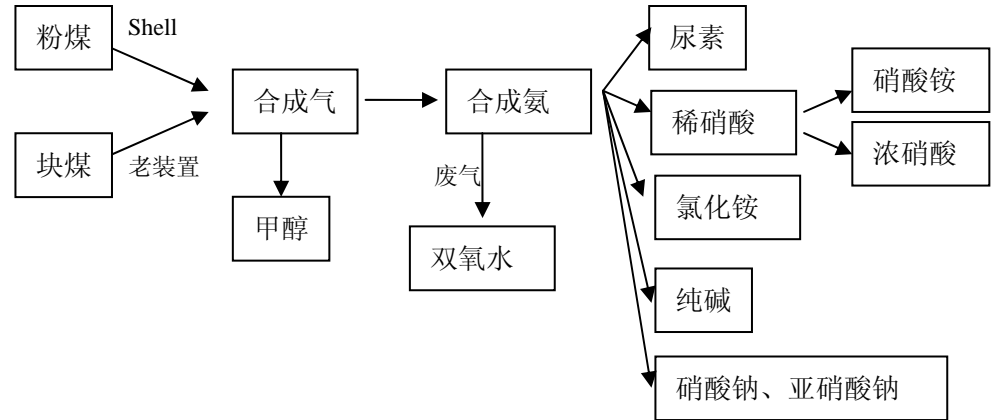 粉煤
Shell
块煤
老装置
合成气
甲醇
合成氨
废气
双氧水
尿素
稀硝酸
硝酸铵
浓硝酸
氯化铵
纯碱
硝酸钠、亚硝酸钠